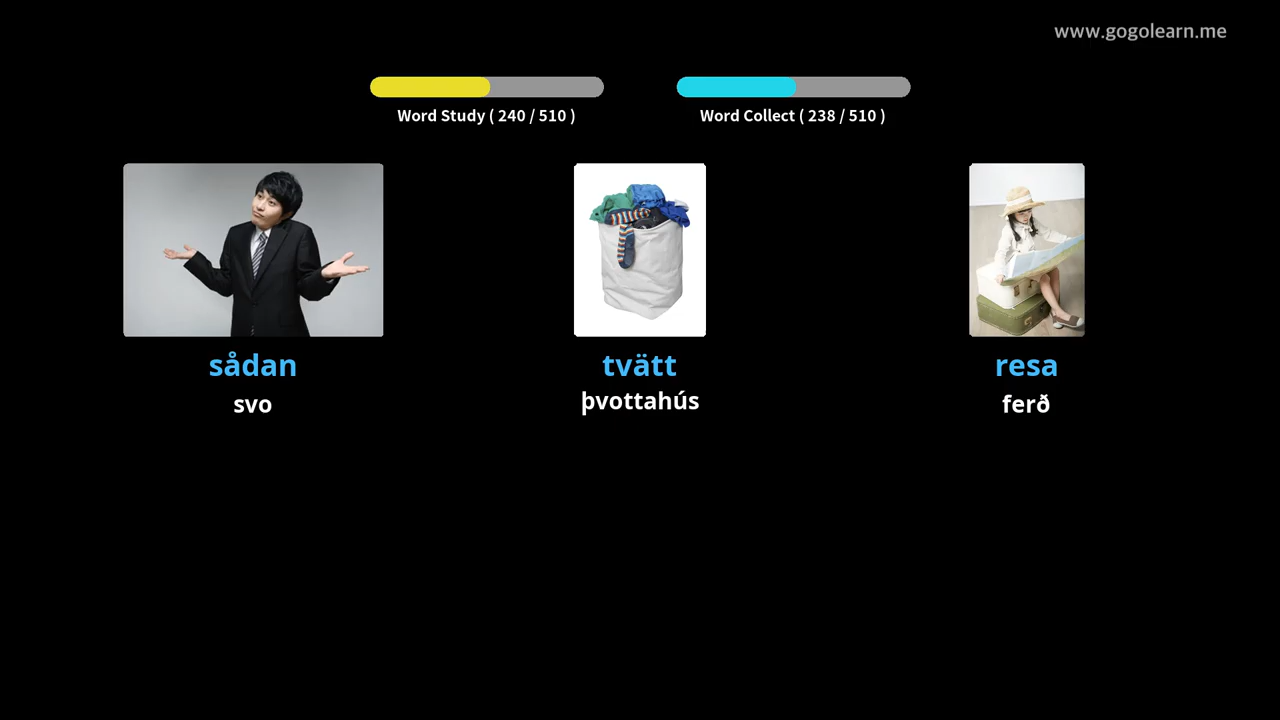 www.gogolearn.me
Word Study ( 240 / 510 )
Word Collect ( 238 / 510 )
sådan
svo
tvätt
þvottahús
resa
ferð